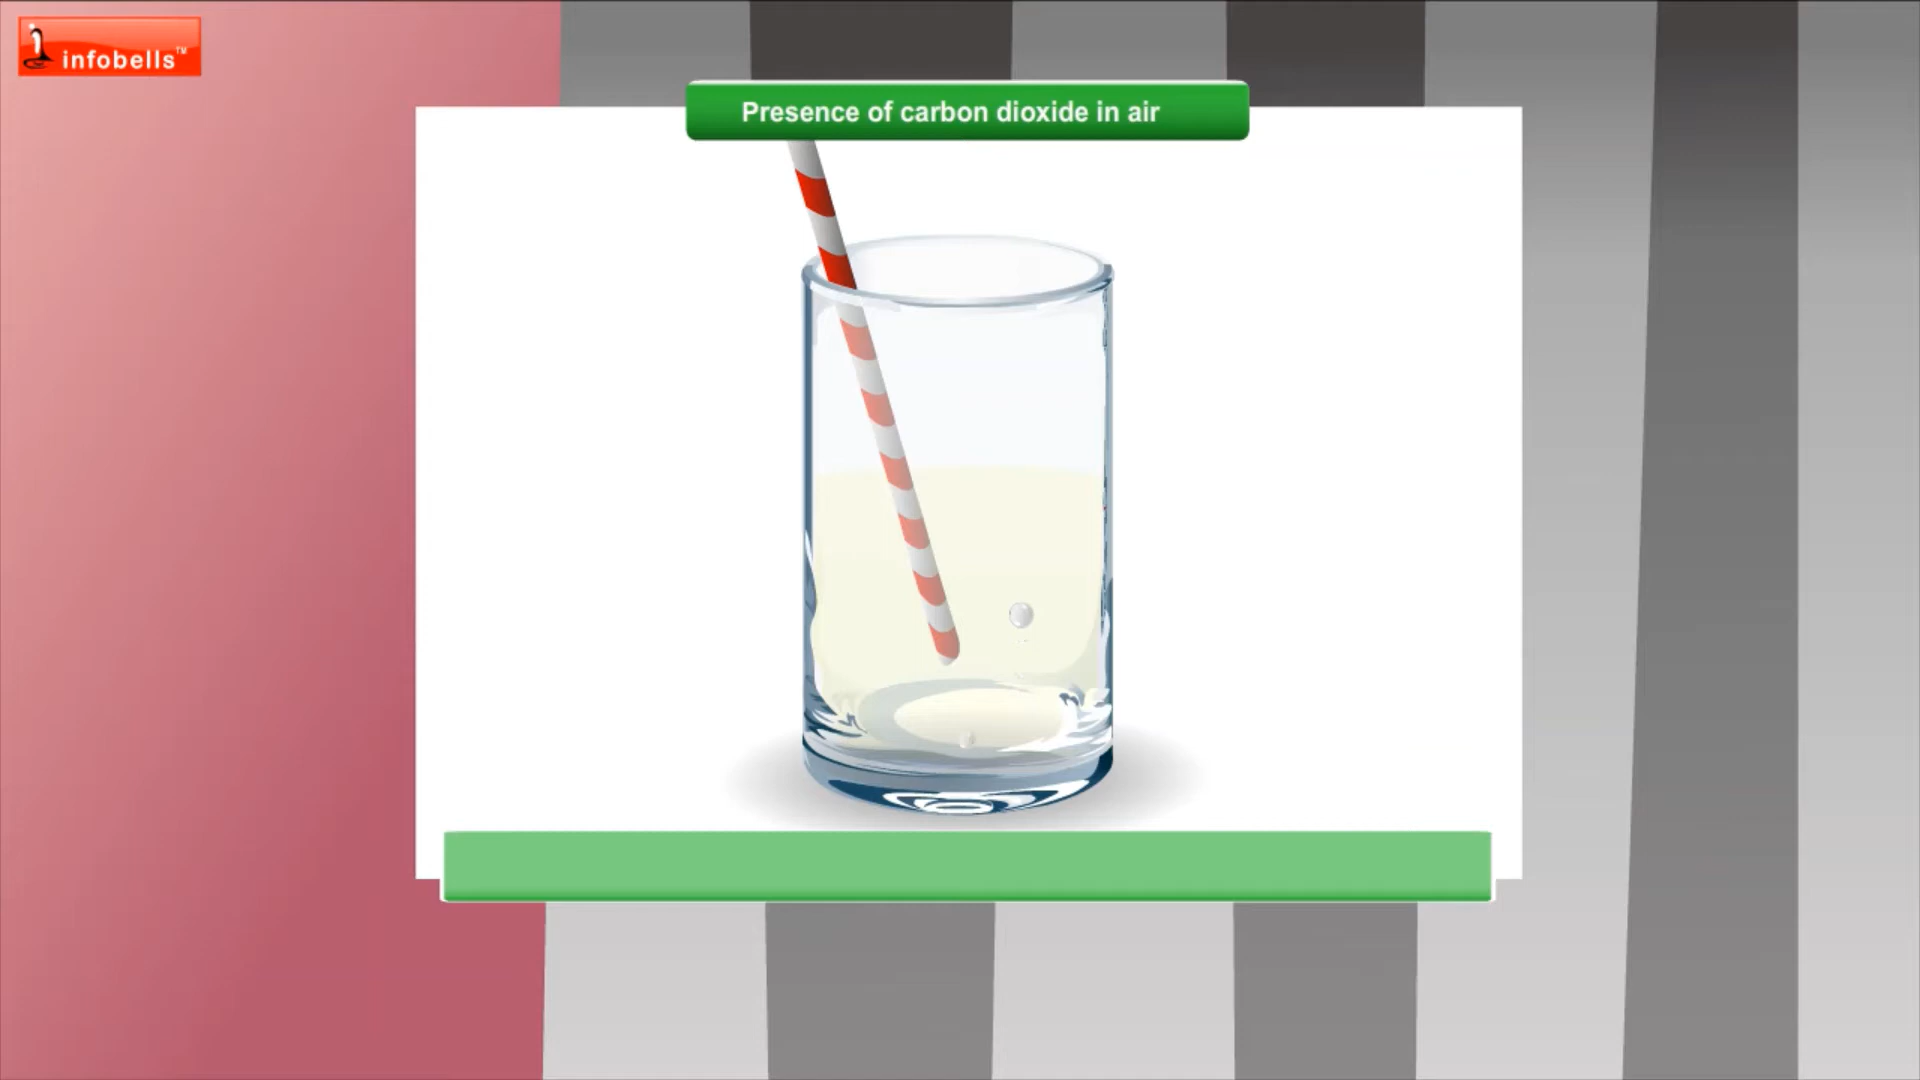 infobells™
Presence of carbon dioxide in air